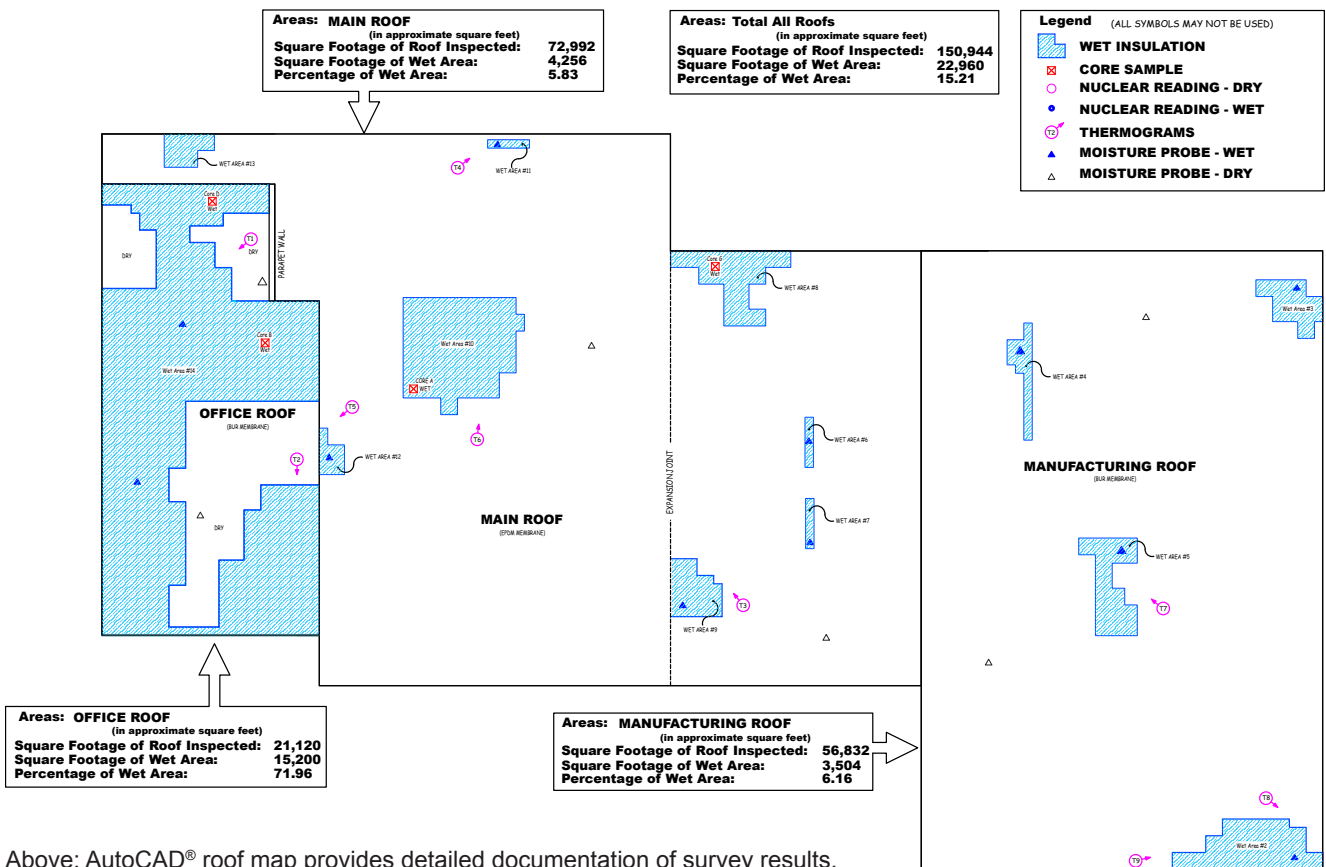 Areas: MAIN ROOF
(in approximate square feet)
Square Footage of Roof Inspected: 72,992
Square Footage of Wet Area: 4,256
Percentage of Wet Area: 5.83
Areas: Total All Roofs
(in approximate square feet)
Square Footage of Roof Inspected: 150,944
Square Footage of Wet Area: 22,960
Percentage of Wet Area: 15.21
Legend (ALL SYMBOLS MAY NOT BE USED)
WET INSULATION
CORE SAMPLE
NUCLEAR READING - DRY
NUCLEAR READING - WET
T2 THERMOGRAMS
MOISTURE PROBE - WET
MOISTURE PROBE - DRY
WET AREA #13
T4
WET AREA #11
Core D
Wet
T1
DRY
DRY
PARAPET WALL
Core G
Wet
WET AREA #8
Wet Area #3
Core B
Wet
Wet Area #14
Wet Area #10
CORE A
WET
WET AREA #4
OFFICE ROOF
(BUR MEMBRANE)
T5
T6
T2
WET AREA #12
WET AREA #6
EXPANSION JOINT
MANUFACTURING ROOF
(BUR MEMBRANE)
DRY
MAIN ROOF
(EPDM MEMBRANE)
WET AREA #7
WET AREA #5
T3
T7
WET AREA #9
Areas: OFFICE ROOF
(in approximate square feet)
Square Footage of Roof Inspected: 21,120
Square Footage of Wet Area: 15,200
Percentage of Wet Area: 71.96
Areas: MANUFACTURING ROOF
(in approximate square feet)
Square Footage of Roof Inspected: 56,832
Square Footage of Wet Area: 3,504
Percentage of Wet Area: 6.16
T8
Wet Area #2
T9
Above: AutoCAD® roof map provides detailed documentation of survey results.